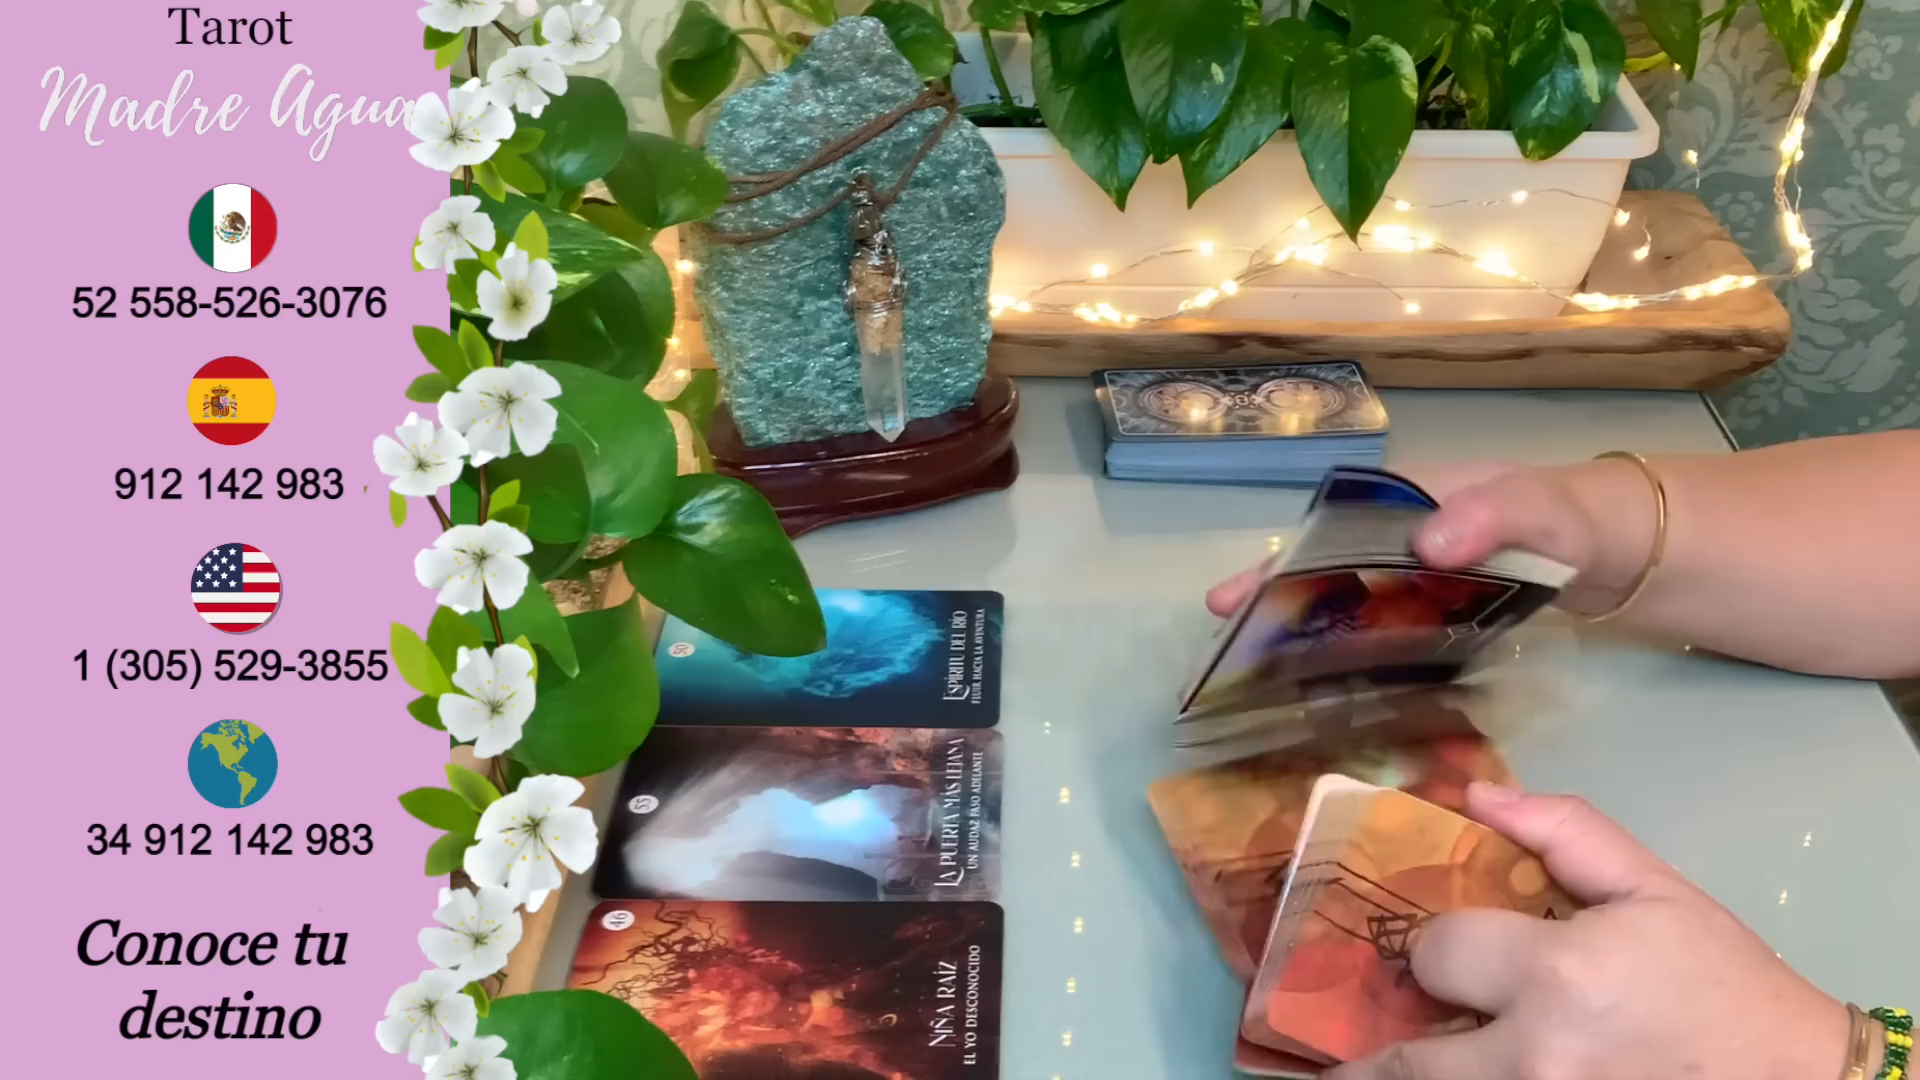 Tarot
Madre Agua
52 558-526-3076
912 142 983
1 (305) 529-3855
34 912 142 983
Conoce tu
destino
50
ESPÍRITU DEL RÍO
FLUIR HACIA LA AVENTURA
55
LA PUERTA MÁS LEJANA
UN AUDAZ PASO ADELANTE
46
NIÑA RAÍZ
EL YO DESCONOCIDO